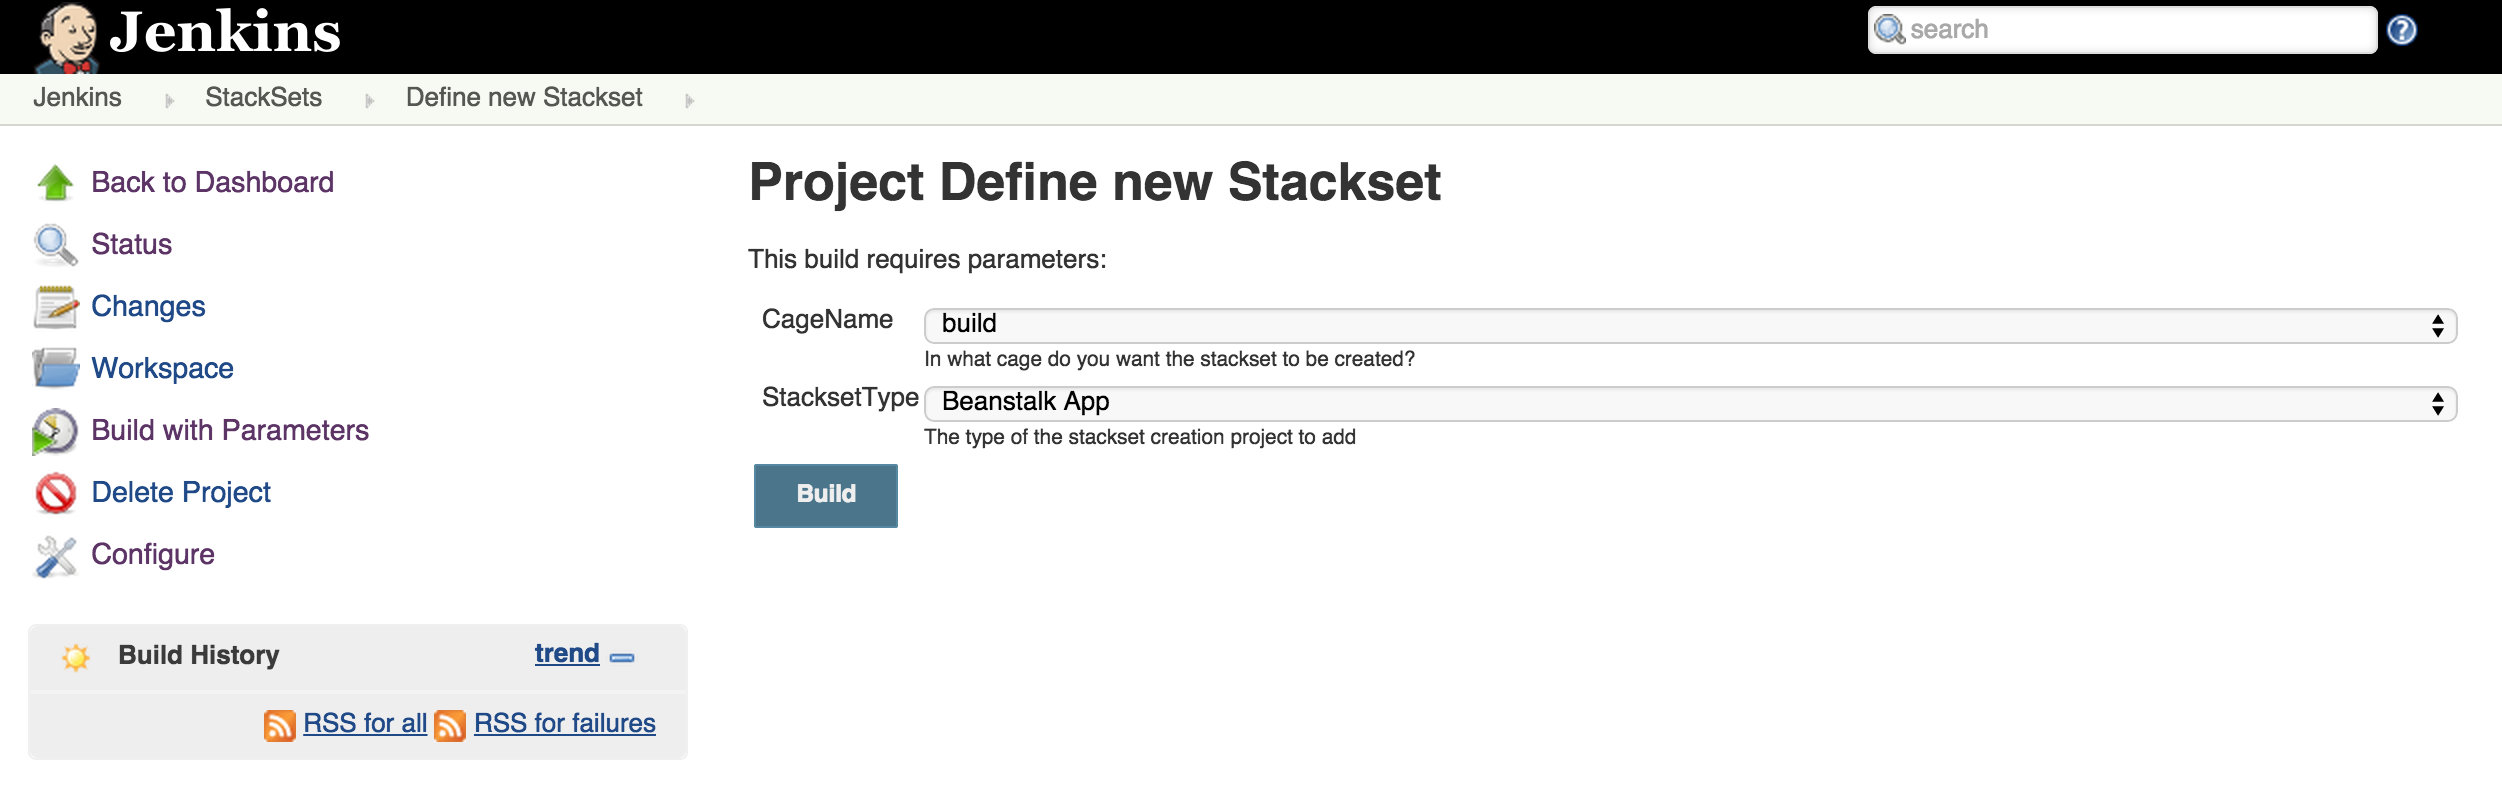 Jenkins
search
Jenkins StackSets Define new Stackset
Back to Dashboard
Status
Changes
Workspace
Build with Parameters
Delete Project
Configure
Build History trend
RSS for all RSS for failures
Project Define new Stackset
This build requires parameters:
CageName build
In what cage do you want the stackset to be created?
StacksetType Beanstalk App
The type of the stackset creation project to add
Build